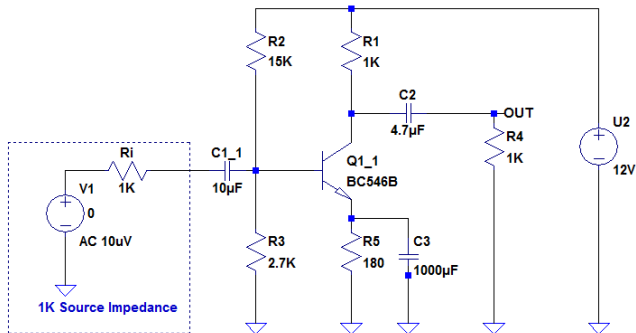 R2
15K
R1
1K
C2
4.7µF
OUT
R4
1K
U2
12V
Ri
1K
C1_1
10µF
Q1_1
BC546B
V1
0
AC 10uV
R3
2.7K
R5
180
C3
1000µF
1K Source Impedance